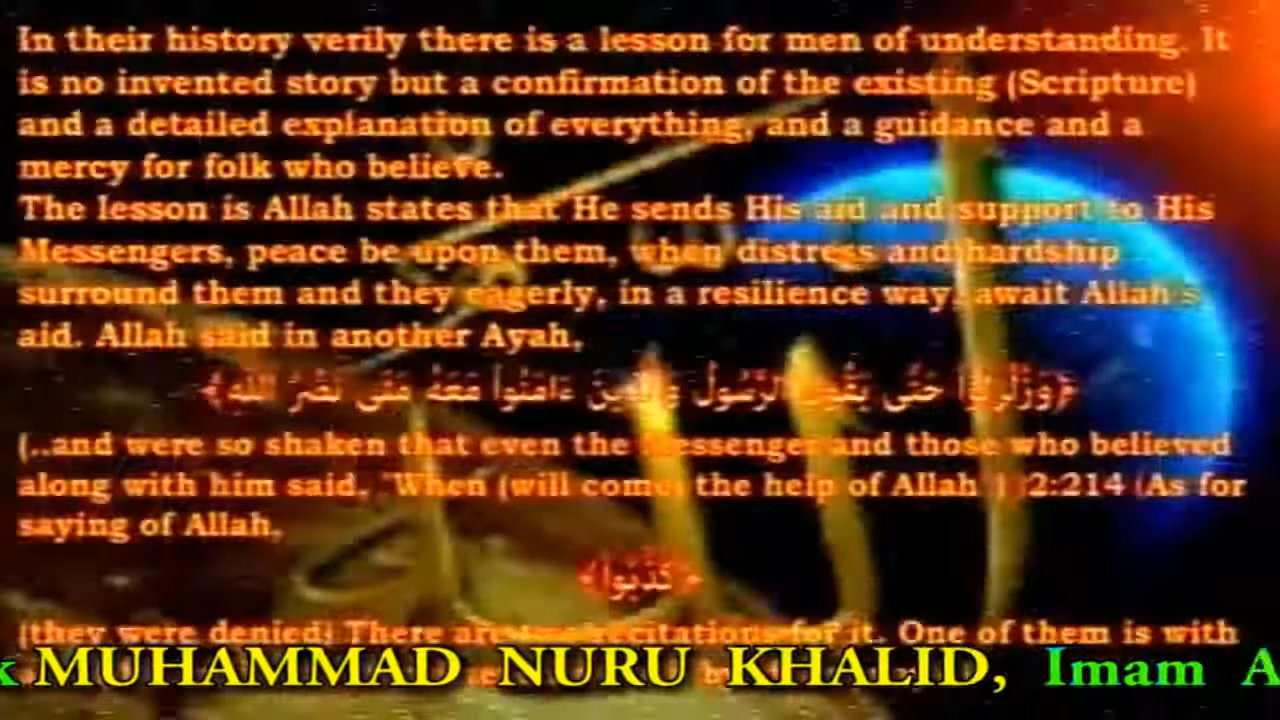 In their history verily there is a lesson for men of understanding. It
is no invented story but a confirmation of the existing (Scripture)
and a detailed explanation of everything, and a guidance and a
mercy for folk who believe.
The lesson is Allah states that He sends His aid and support to His
Messengers, peace be upon them, when distress and hardship
surround them and they eagerly, in a resilience way, await Allah's
aid. Allah said in another Ayah,
﴿وَزُلْزِلُواْ حَتَّى يَقُولَ الرَّسُولُ وَالَّذِينَ ءَامَنُواْ مَعَهُ مَتَى نَصْرُ اللَّهِ﴾
(..and were so shaken that even the Messenger and those who believed
along with him said, "When (will come) the help of Allah 2:214 (As for
saying of Allah,
﴿كُذِبُواْ﴾
(they were denied) There are two recitations for it. One of them is with
MUHAMMAD NURU KHALID, Imam A